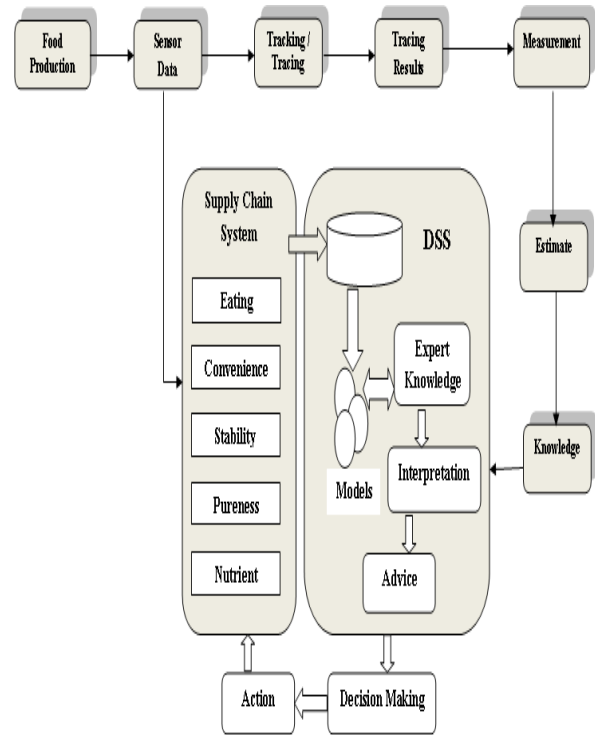 Food
Production
Sensor
Data
Tracking /
Tracing
Tracing
Results
Measurement
Supply Chain
System
DSS
Estimate
Eating
Expert
Knowledge
Convenience
Stability
Knowledge
Interpretation
Models
Pureness
Nutrient
Advice
Action
Decision Making